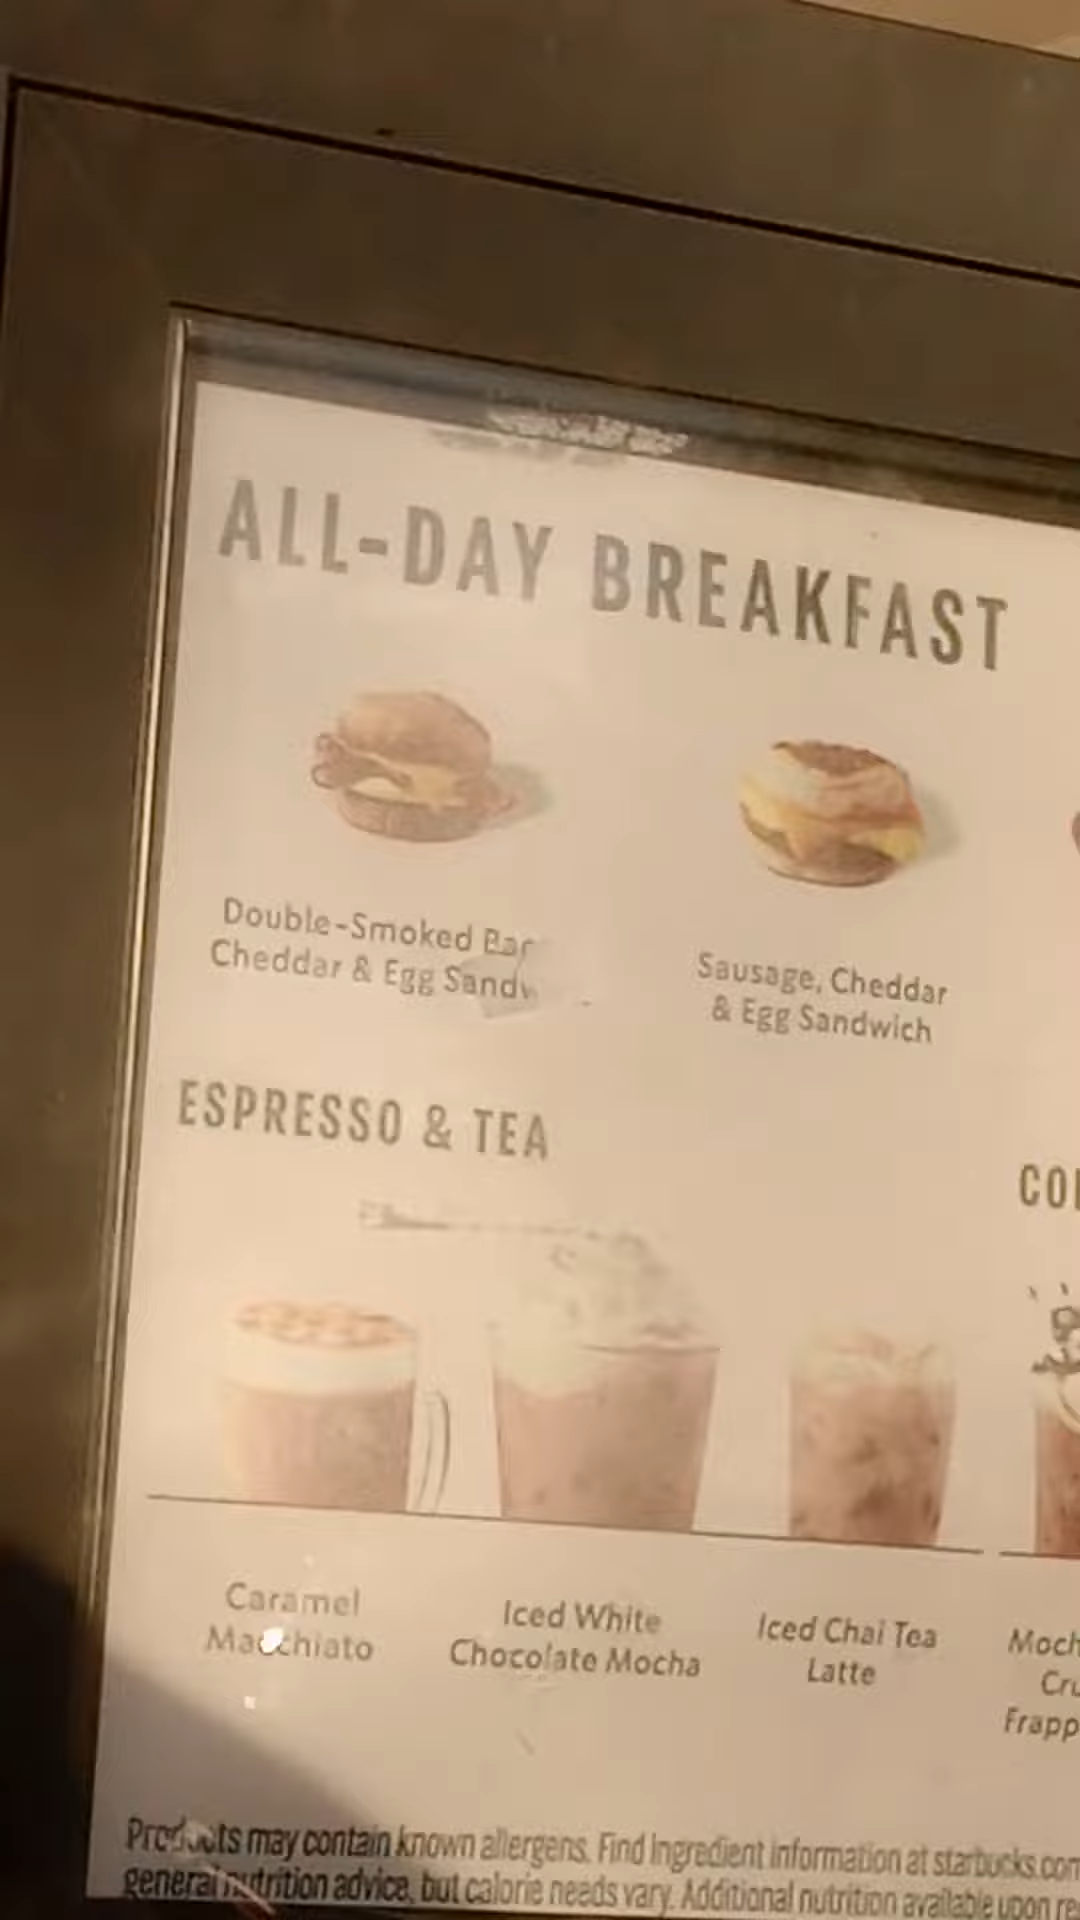 ALL-DAY BREAKFAST
Double-Smoked
Cheddar & Egg
Sausage, Cheddar
& Egg Sandwich
ESPRESSO & TEA
Caramel
Macchiato
Iced White
Chocolate Mocha
Iced Chai Tea
Latte
Products may contain known allergens. Find ingredient information at starbucks.com
general nutrition advice, but calorie needs vary. Additional nutrition available upon